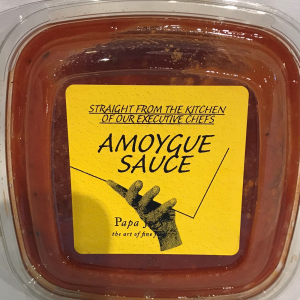 STRAIGHT FROM THE KITCHEN
OF OUR EXECUTIVE CHEFS
AMOYGUE
SAUCE
Papa
the art of fine